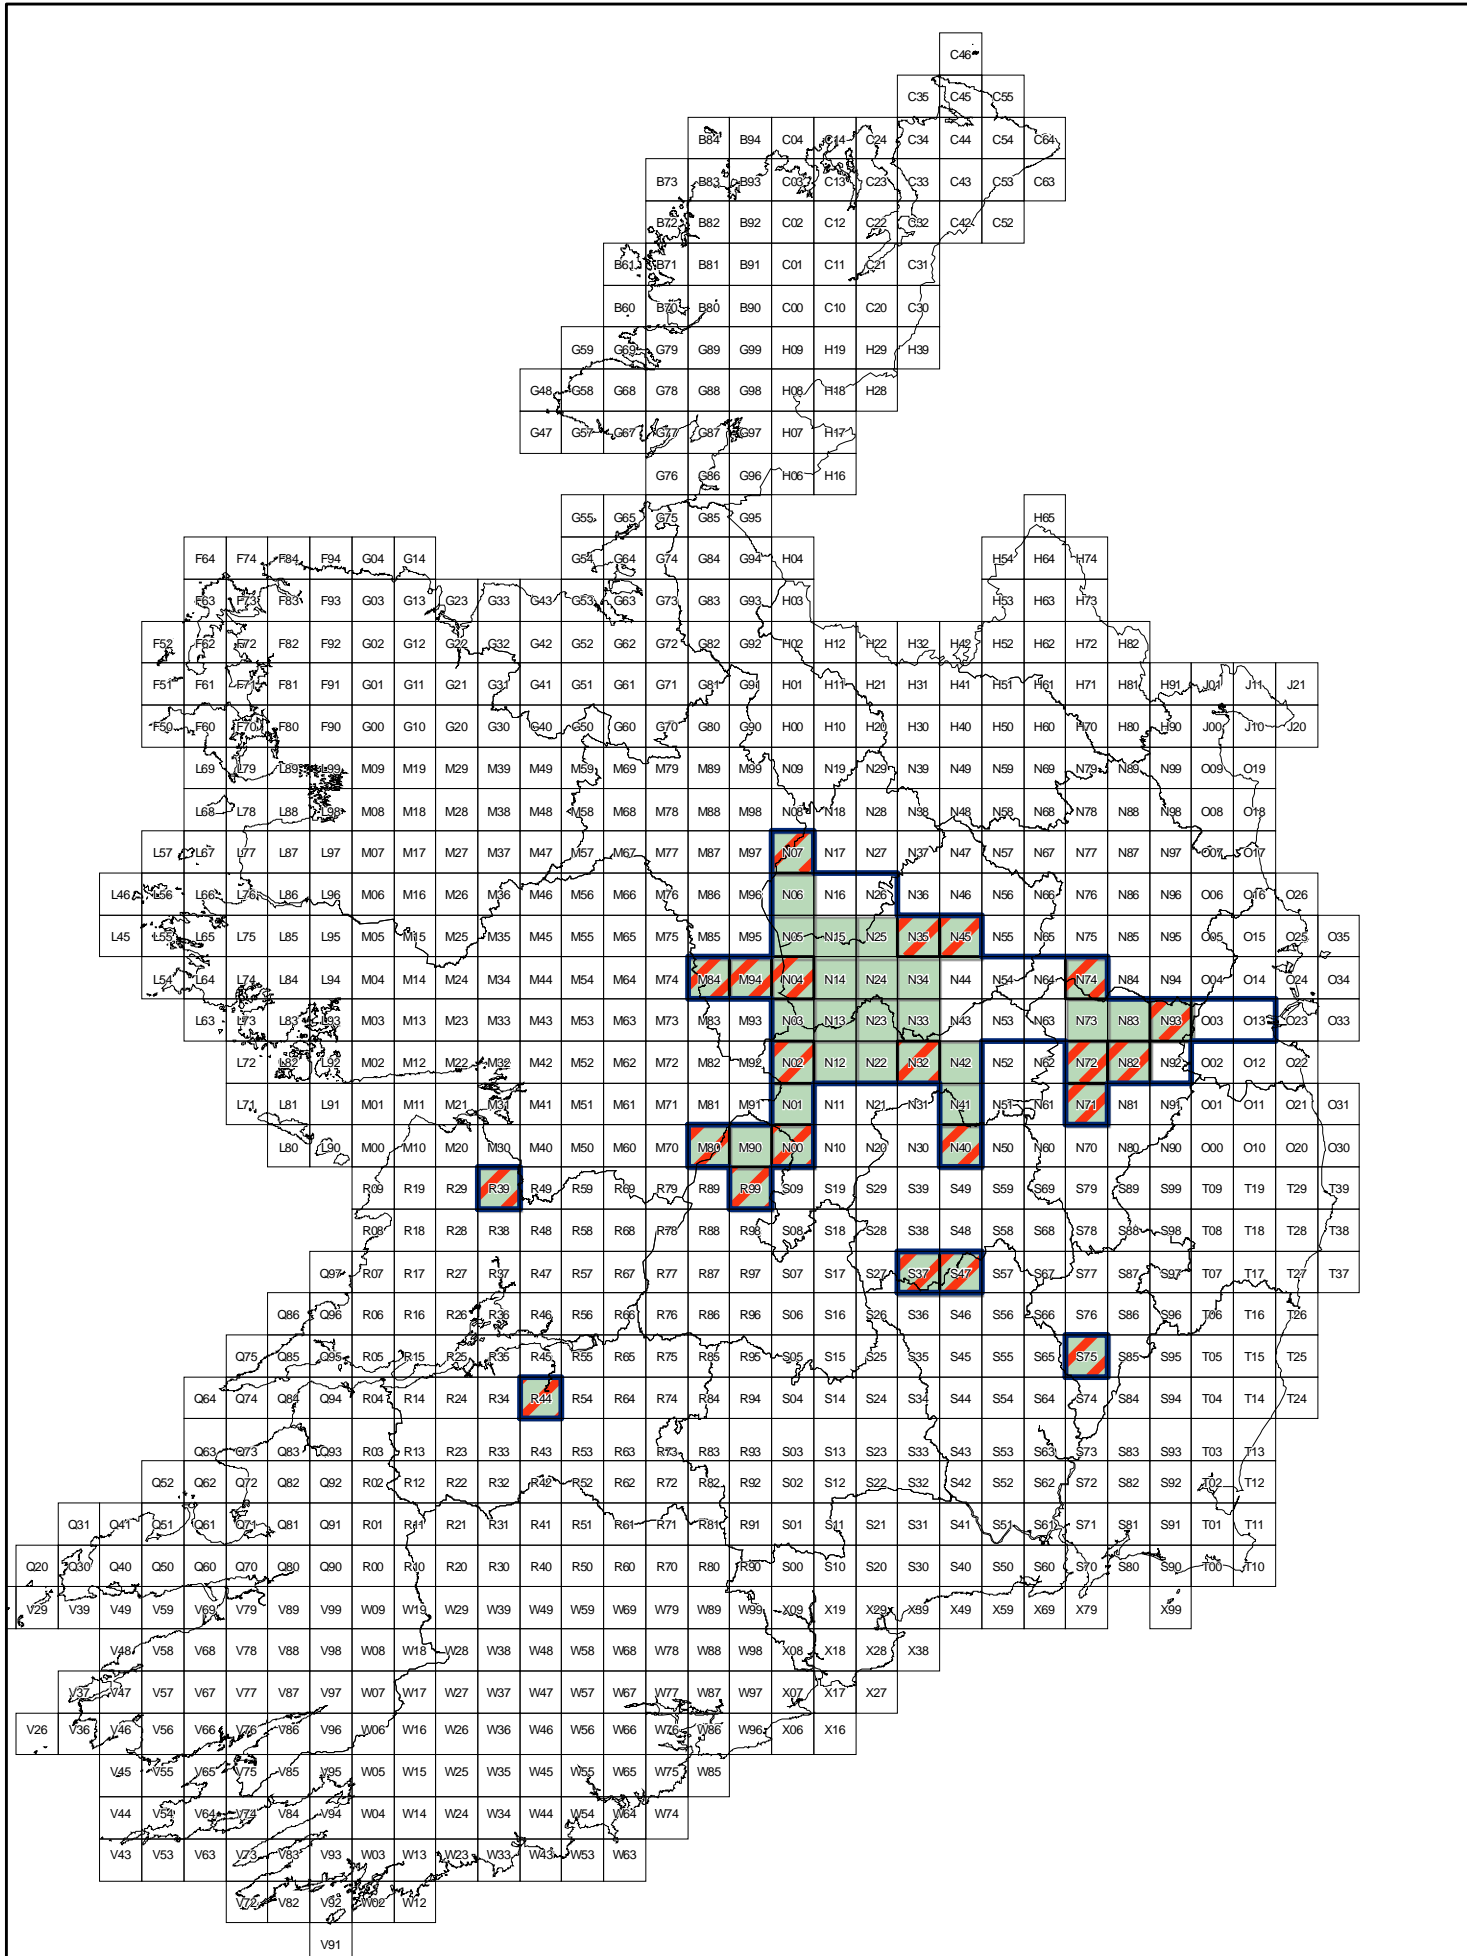 C46
C35 C45 C55
B84 B94 C04 C14 C24 C34 C44 C54 C64
B73 B83 B93 C03 C13 C23 C33 C43 C53 C63
B72 B82 B92 C02 C12 C22 C32 C42 C52
B61 B71 B81 B91 C01 C11 C21 C31
B60 B70 B80 B90 C00 C10 C20 C30
G59 G69 G79 G89 G99 H09 H19 H29 H39
G48 G58 G68 G78 G88 G98 H08 H18 H28
G47 G57 G67 G77 G87 G97 H07 H17
G76 G86 G96 H06 H16
G55 G65 G75 G85 G95 H65
F64 F74 F84 F94 G04 G14 G54 G64 G74 G84 G94 H04 H54 H64 H74
F63 F73 F83 F93 G03 G13 G23 G33 G43 G53 G63 G73 G83 G93 H03 H53 H63 H73
F52 F62 F72 F82 F92 G02 G12 G22 G32 G42 G52 G62 G72 G82 G92 H02 H12 H22 H32 H42 H52 H62 H72 H82
F51 F61 F71 F81 F91 G01 G11 G21 G31 G41 G51 G61 G71 G81 G91 H01 H11 H21 H31 H41 H51 H61 H71 H81 H91 J01 J11 J21
F50 F60 F70 F80 F90 G00 G10 G20 G30 G40 G50 G60 G70 G80 G90 H00 H10 H20 H30 H40 H50 H60 H70 H80 H90 J00 J10 J20
L69 L79 L89 L99 M09 M19 M29 M39 M49 M59 M69 M79 M89 M99 N09 N19 N29 N39 N49 N59 N69 N79 N89 N99 O09 O19
L68 L78 L88 L98 M08 M18 M28 M38 M48 M58 M68 M78 M88 M98 N08 N18 N28 N38 N48 N58 N68 N78 N88 N98 O08 O18
L57 L67 L77 L87 L97 M07 M17 M27 M37 M47 M57 M67 M77 M87 M97 N07 N17 N27 N37 N47 N57 N67 N77 N87 N97 O07 O17
L46 L56 L66 L76 L86 L96 M06 M16 M26 M36 M46 M56 M66 M76 M86 M96 N06 N16 N26 N36 N46 N56 N66 N76 N86 N96 O06 O16 O26
L45 L55 L65 L75 L85 L95 M05 M15 M25 M35 M45 M55 M65 M75 M85 M95 N05 N15 N25 N35 N45 N55 N65 N75 N85 N95 O05 O15 O25 O35
L54 L64 L74 L84 L94 M04 M14 M24 M34 M44 M54 M64 M74 M84 M94 N04 N14 N24 N34 N44 N54 N64 N74 N84 N94 O04 O14 O24 O34
L63 L73 L83 L93 M03 M13 M23 M33 M43 M53 M63 M73 M83 M93 N03 N13 N23 N33 N43 N53 N63 N73 N83 N93 O03 O13 O23 O33
L72 L82 L92 M02 M12 M22 M32 M42 M52 M62 M72 M82 M92 N02 N12 N22 N32 N42 N52 N62 N72 N82 N92 O02 O12 O22
L71 L81 L91 M01 M11 M21 M31 M41 M51 M61 M71 M81 M91 N01 N11 N21 N31 N41 N51 N61 N71 N81 N91 O01 O11 O21 O31
L80 L90 M00 M10 M20 M30 M40 M50 M60 M70 M80 M90 N00 N10 N20 N30 N40 N50 N60 N70 N80 N90 O00 O10 O20 O30
R09 R19 R29 R39 R49 R59 R69 R79 R89 R99 S09 S19 S29 S39 S49 S59 S69 S79 S89 S99 T09 T19 T29 T39
R08 R18 R28 R38 R48 R58 R68 R78 R88 R98 S08 S18 S28 S38 S48 S58 S68 S78 S88 S98 T08 T18 T28 T38
Q97 R07 R17 R27 R37 R47 R57 R67 R77 R87 R97 S07 S17 S27 S37 S47 S57 S67 S77 S87 S97 T07 T17 T27 T37
Q86 Q96 R06 R16 R26 R36 R46 R56 R66 R76 R86 R96 S06 S16 S26 S36 S46 S56 S66 S76 S86 S96 T06 T16 T26
Q75 Q85 Q95 R05 R15 R25 R35 R45 R55 R65 R75 R85 R95 S05 S15 S25 S35 S45 S55 S65 S75 S85 S95 T05 T15 T25
Q64 Q74 Q84 Q94 R04 R14 R24 R34 R44 R54 R64 R74 R84 R94 S04 S14 S24 S34 S44 S54 S64 S74 S84 S94 T04 T14 T24
Q63 Q73 Q83 Q93 R03 R13 R23 R33 R43 R53 R63 R73 R83 R93 S03 S13 S23 S33 S43 S53 S63 S73 S83 S93 T03 T13
Q52 Q62 Q72 Q82 Q92 R02 R12 R22 R32 R42 R52 R62 R72 R82 R92 S02 S12 S22 S32 S42 S52 S62 S72 S82 S92 T02 T12
Q31 Q41 Q51 Q61 Q71 Q81 Q91 R01 R11 R21 R31 R41 R51 R61 R71 R81 R91 S01 S11 S21 S31 S41 S51 S61 S71 S81 S91 T01 T11
Q20 Q30 Q40 Q50 Q60 Q70 Q80 Q90 R00 R10 R20 R30 R40 R50 R60 R70 R80 R90 S00 S10 S20 S30 S40 S50 S60 S70 S80 S90 T00 T10
V29 V39 V49 V59 V69 V79 V89 V99 W09 W19 W29 W39 W49 W59 W69 W79 W89 W99 X09 X19 X29 X39 X49 X59 X69 X79 X99
V48 V58 V68 V78 V88 V98 W08 W18 W28 W38 W48 W58 W68 W78 W88 W98 X08 X18 X28 X38
V37 V47 V57 V67 V77 V87 V97 W07 W17 W27 W37 W47 W57 W67 W77 W87 W97 X07 X17 X27
V26 V36 V46 V56 V66 V76 V86 V96 W06 W16 W26 W36 W46 W56 W66 W76 W86 W96 X06 X16
V45 V55 V65 V75 V85 V95 W05 W15 W25 W35 W45 W55 W65 W75 W85
V44 V54 V64 V74 V84 V94 W04 W14 W24 W34 W44 W54 W64 W74
V43 V53 V63 V73 V83 V93 W03 W13 W23 W33 W43 W53 W63
V72 V82 V92 W02 W12
V91